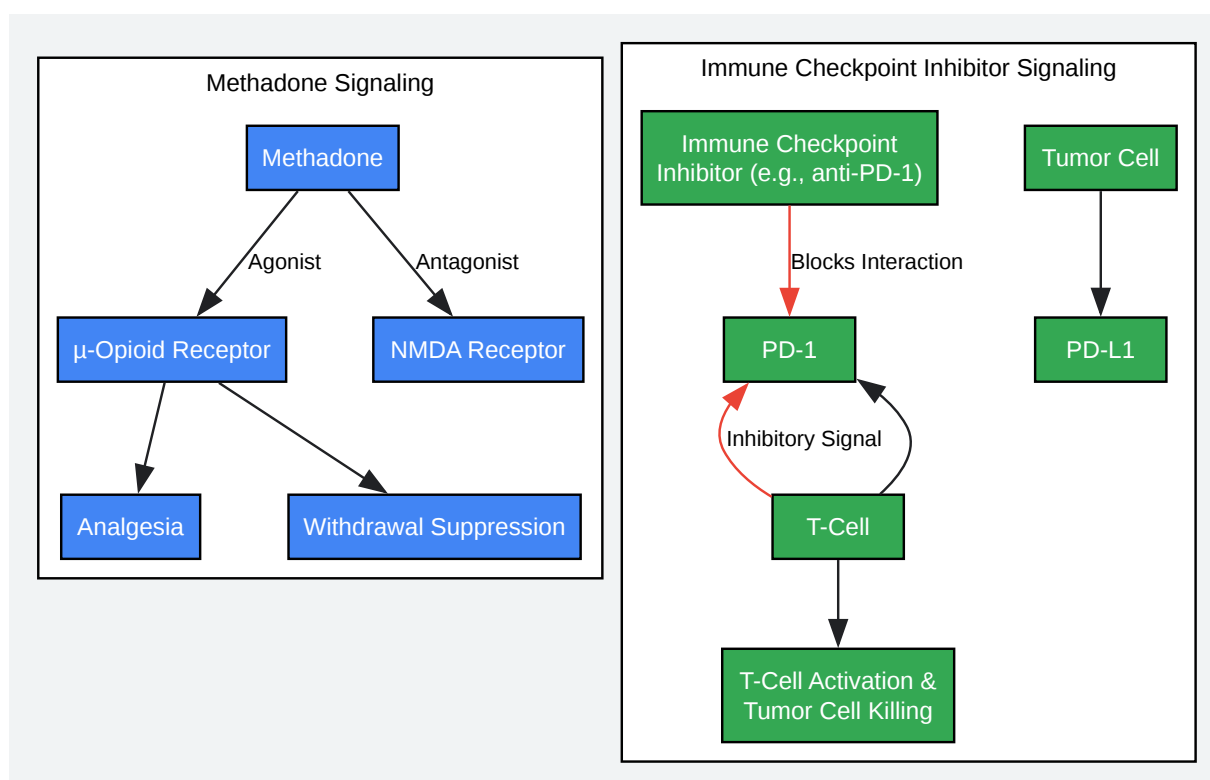 Methadone Signaling
Methadone
Agonist
Antagonist
µ-Opioid Receptor
NMDA Receptor
Analgesia
Withdrawal Suppression
Immune Checkpoint Inhibitor Signaling
Immune Checkpoint
Inhibitor (e.g., anti-PD-1)
Tumor Cell
Blocks Interaction
PD-1
PD-L1
Inhibitory Signal
T-Cell
T-Cell Activation &
Tumor Cell Killing